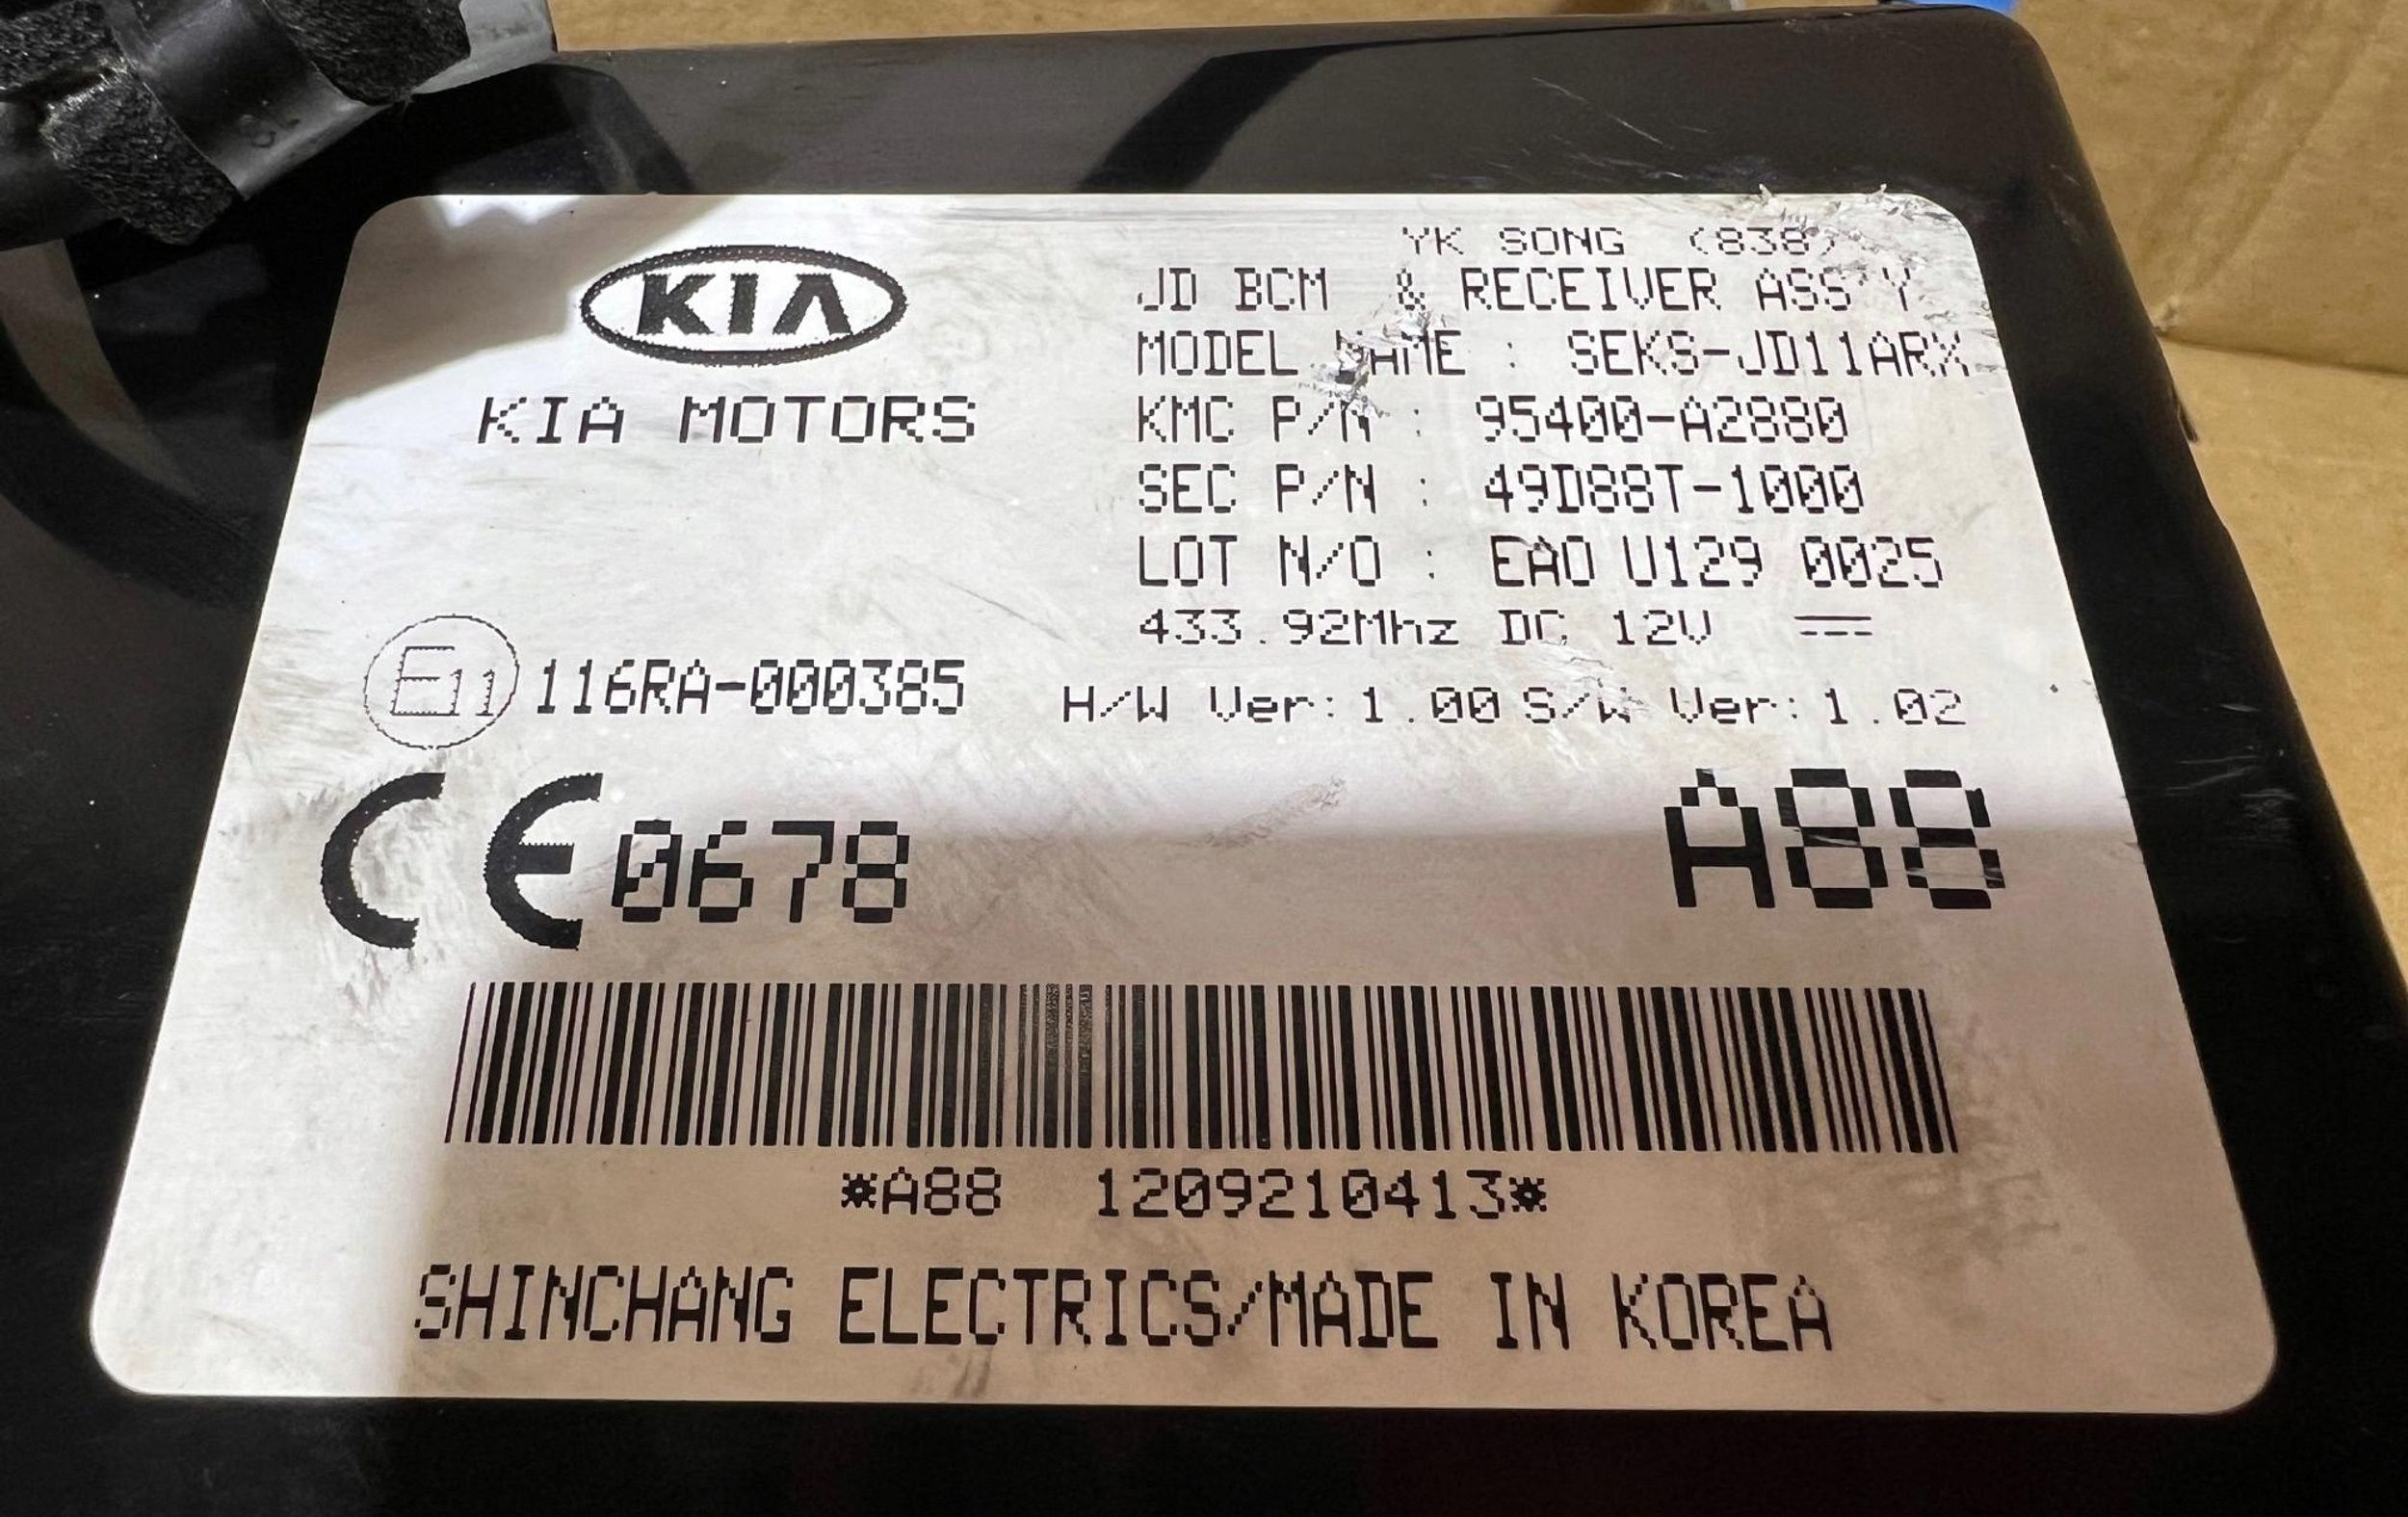 KIA
KIA MOTORS
YK SONG (838)
JD BCM & RECEIVER ASS'Y
MODEL NAME : SEKS-JD11ARX
KMC P/N : 95400-A2880
SEC P/N : 49D88T-1000
LOT N/O : EAO U129 0025
433.92Mhz DC 12V ⎓
E11 116RA-000385
H/W Ver:1.00 S/W Ver:1.02
CE0678
A88
*A88 1209210413*
SHINCHANG ELECTRICS/MADE IN KOREA